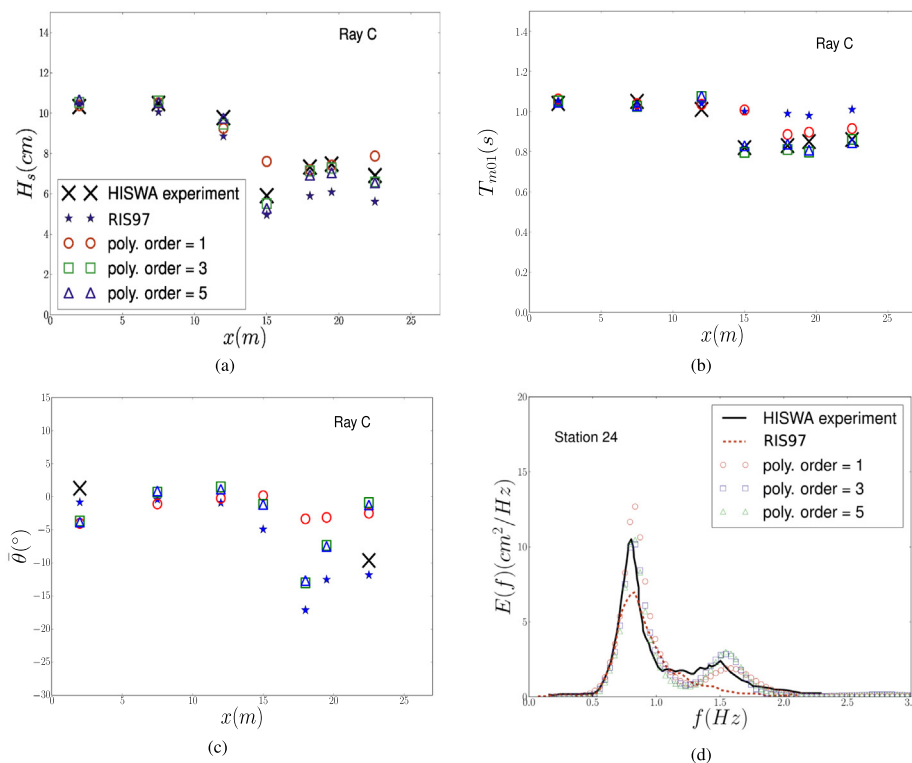 Ray C
H_s(cm)
14
12
10
8
6
4
2
0
HISWA experiment
RIS97
poly. order = 1
poly. order = 3
poly. order = 5
0 5 10 15 20 25
x(m)
(a)
Ray C
T_{m01}(s)
1.4
1.2
1.0
0.8
0.6
0.4
0.2
0.0
0 5 10 15 20 25
x(m)
(b)
Ray C
θ̄(°)
15
10
5
0
−5
−10
−15
−20
−25
−30
0 5 10 15 20 25
x(m)
(c)
Station 24
HISWA experiment
RIS97
poly. order = 1
poly. order = 3
poly. order = 5
E(f)(cm²/Hz)
20
15
10
5
0
0.0 0.5 1.0 1.5 2.0 2.5 3.0
f(Hz)
(d)